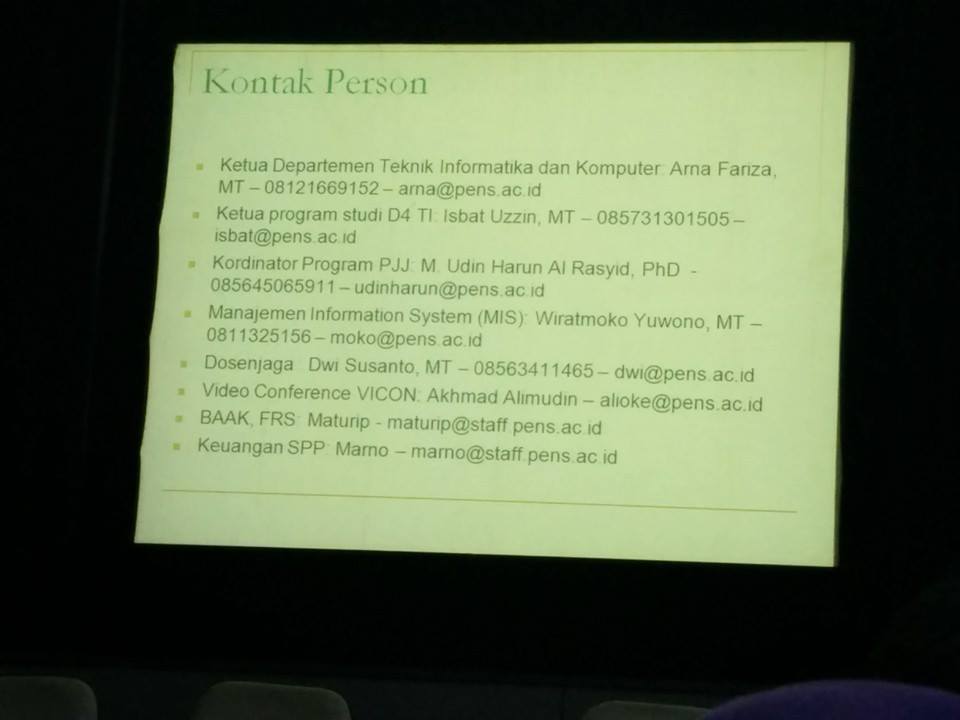 Kontak Person
Ketua Departemen Teknik Informatika dan Komputer: Arna Fariza,
MT – 08121669152 – arna@pens.ac.id
Ketua program studi D4 TI: Isbat Uzzin, MT – 085731301505 –
isbat@pens.ac.id
Kordinator Program PJJ: M. Udin Harun Al Rasyid, PhD -
085645065911 – udinharun@pens.ac.id
Manajemen Information System (MIS): Wiratmoko Yuwono, MT –
0811325156 – moko@pens.ac.id
Dosenjaga : Dwi Susanto, MT – 08563411465 – dwi@pens.ac.id
Video Conference VICON: Akhmad Alimudin – alioke@pens.ac.id
BAAK, FRS: Maturip - maturip@staff.pens.ac.id
Keuangan SPP: Marno – marno@staff.pens.ac.id